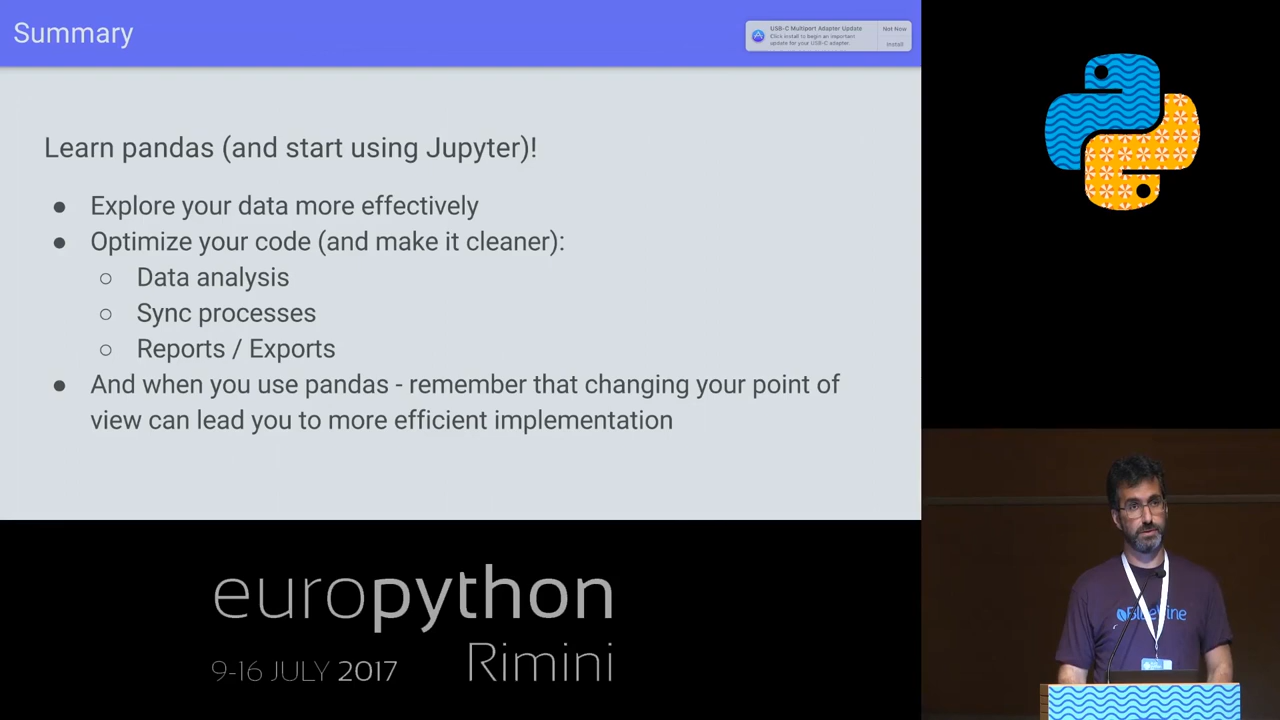 Summary
USB-C Multiport Adapter Update
Click Install to begin an important
update for your USB-C adapter.
Not Now
Install
Learn pandas (and start using Jupyter)!
● Explore your data more effectively
● Optimize your code (and make it cleaner):
○ Data analysis
○ Sync processes
○ Reports / Exports
● And when you use pandas - remember that changing your point of
view can lead you to more efficient implementation
europython
Rimini
9-16 JULY 2017
BlueVine